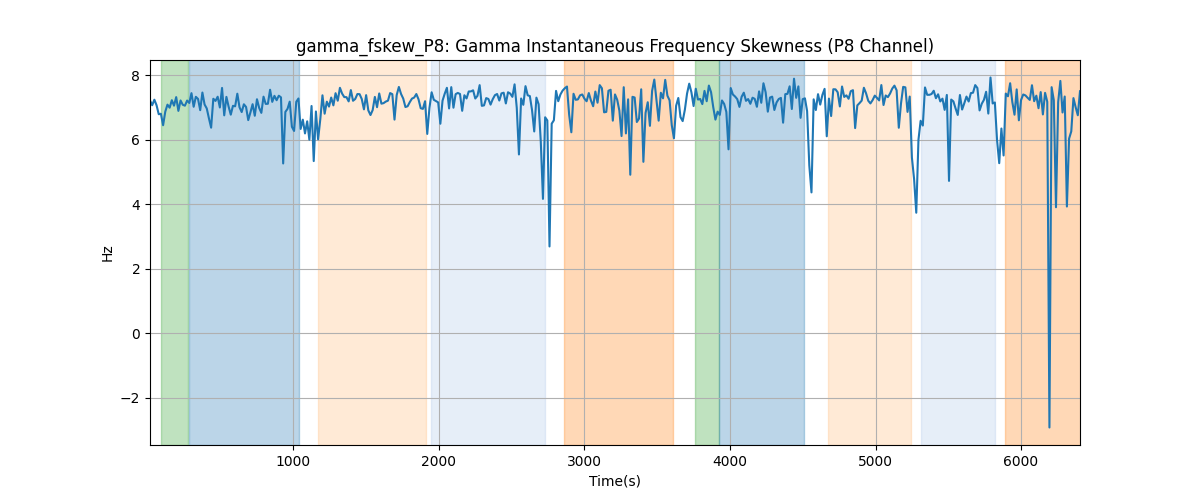 gamma_fskew_P8: Gamma Instantaneous Frequency Skewness (P8 Channel)
8
6
4
2
0
−2
Hz
1000 2000 3000 4000 5000 6000
Time(s)